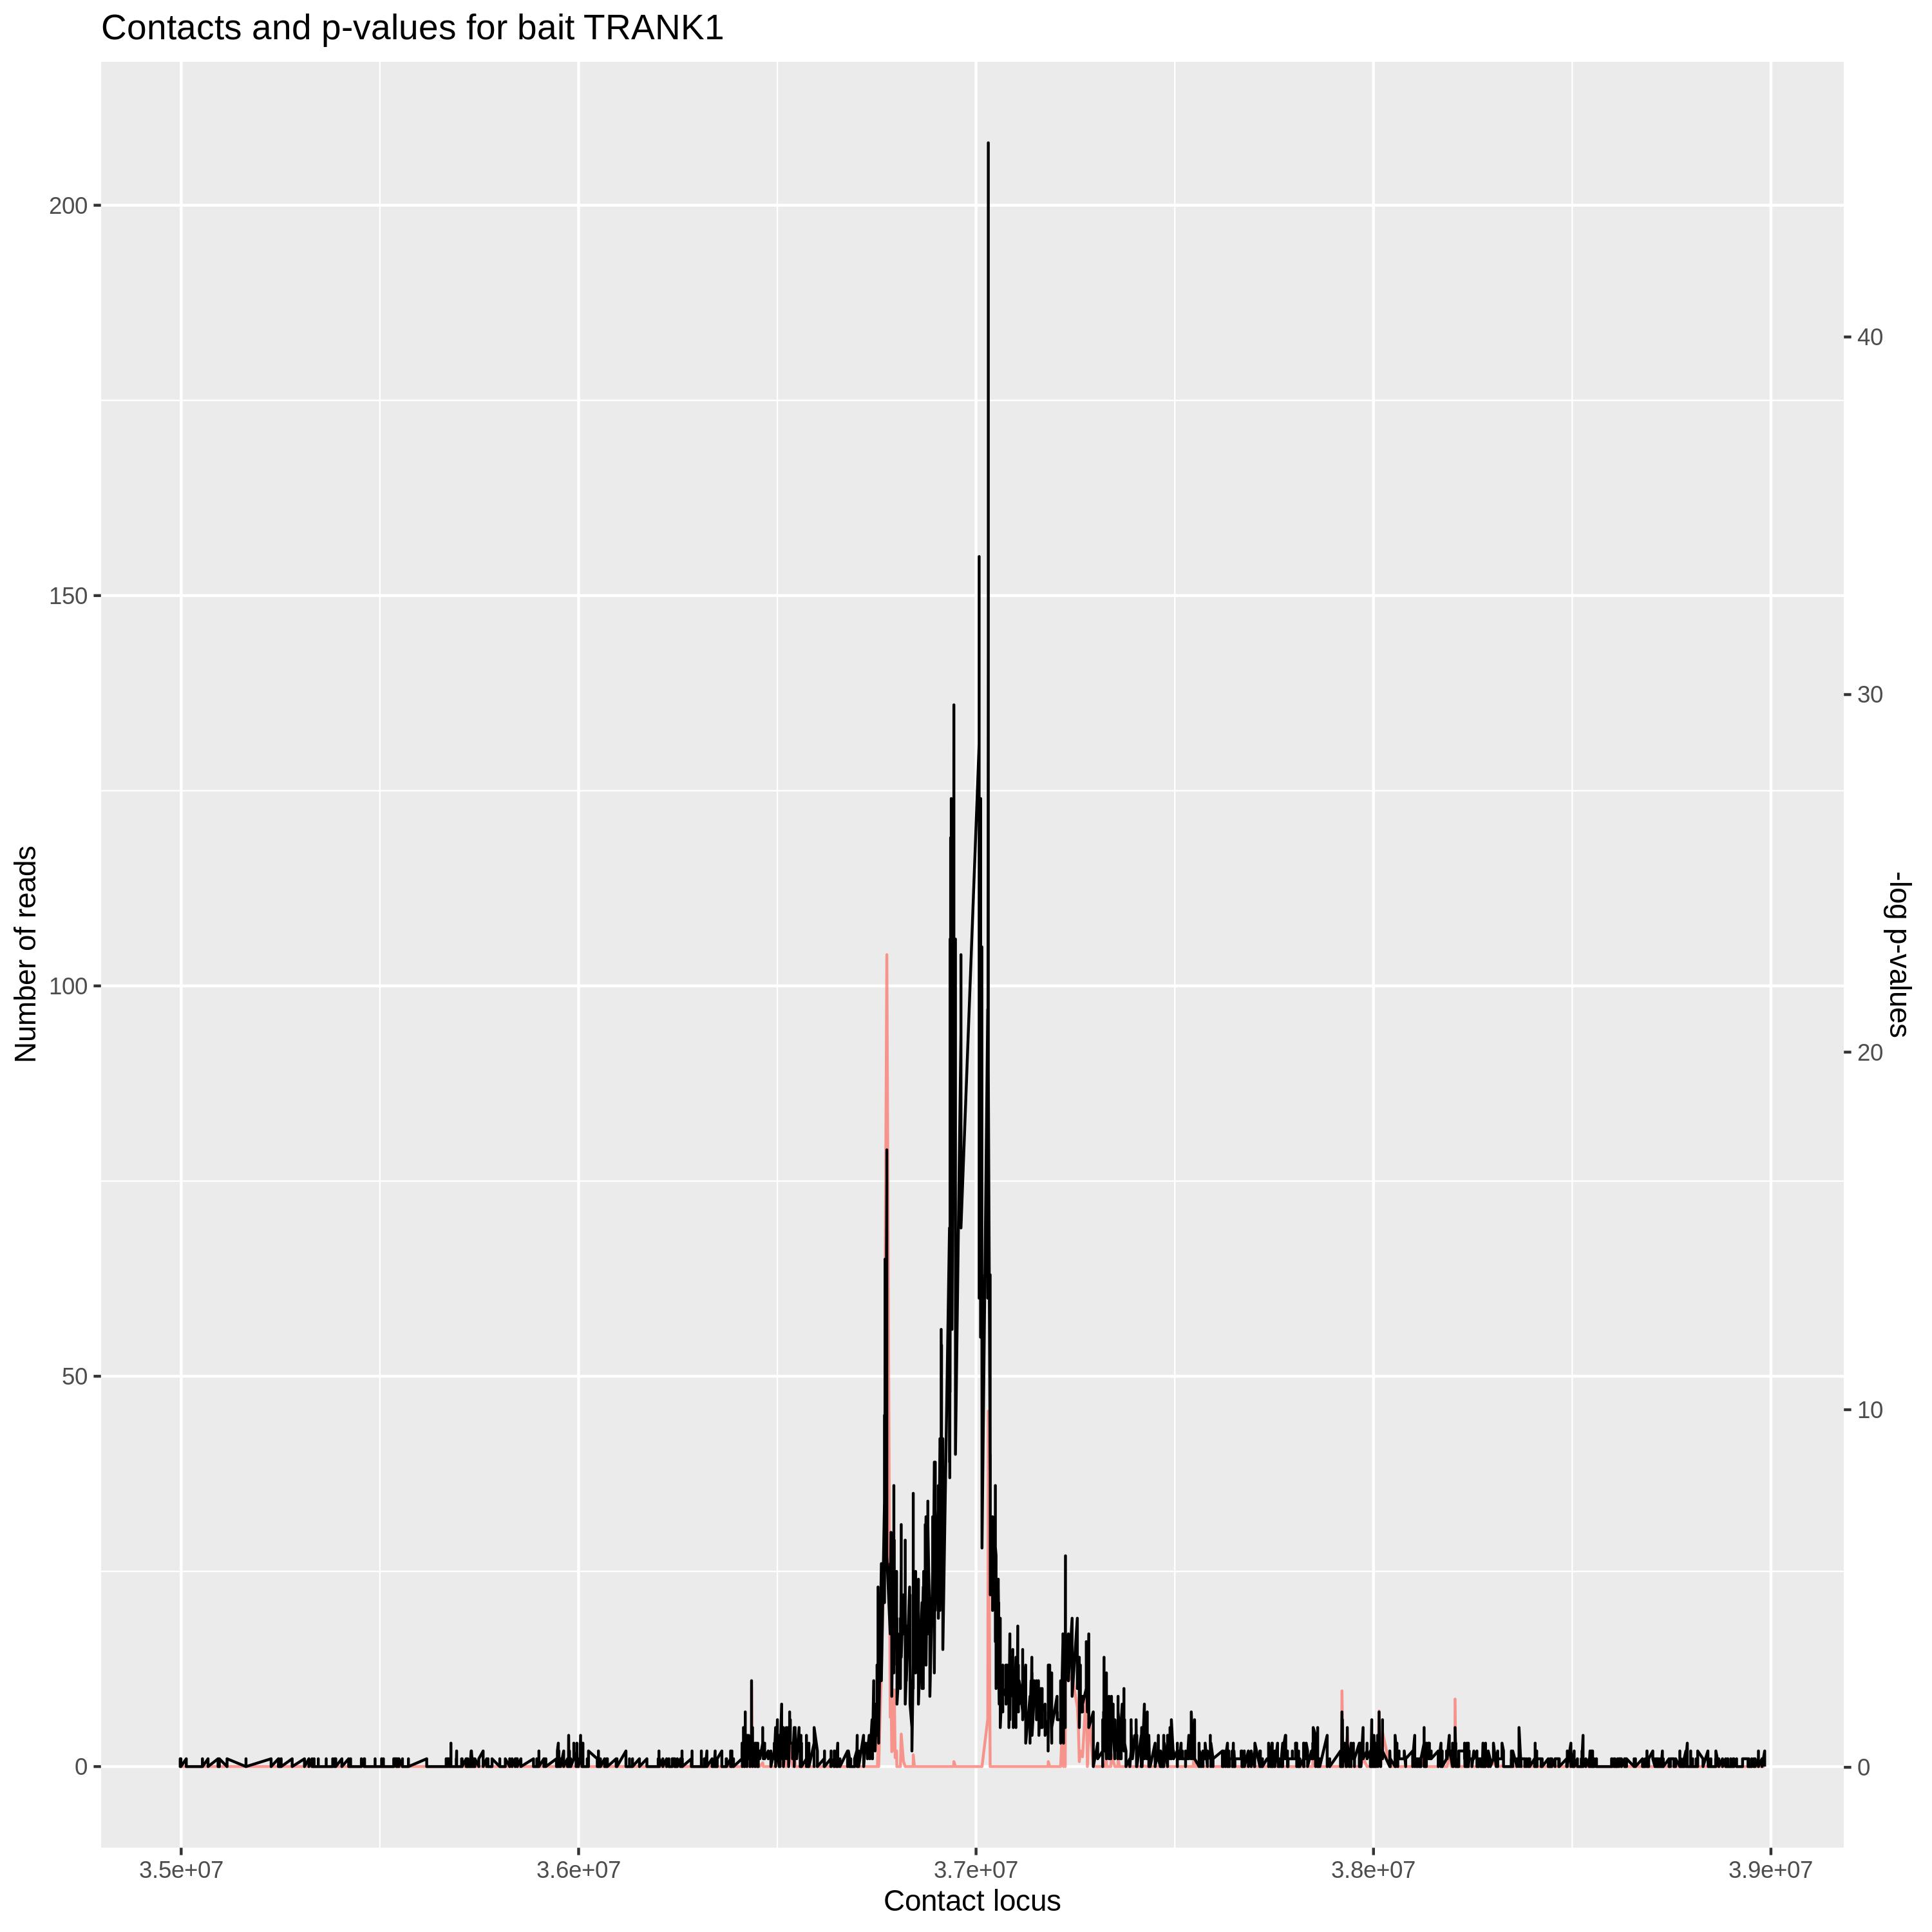 Contacts and p-values for bait TRANK1
200
150
100
50
0
Number of reads
40
30
20
10
0
-log p-values
3.5e+07
3.6e+07
3.7e+07
3.8e+07
3.9e+07
Contact locus